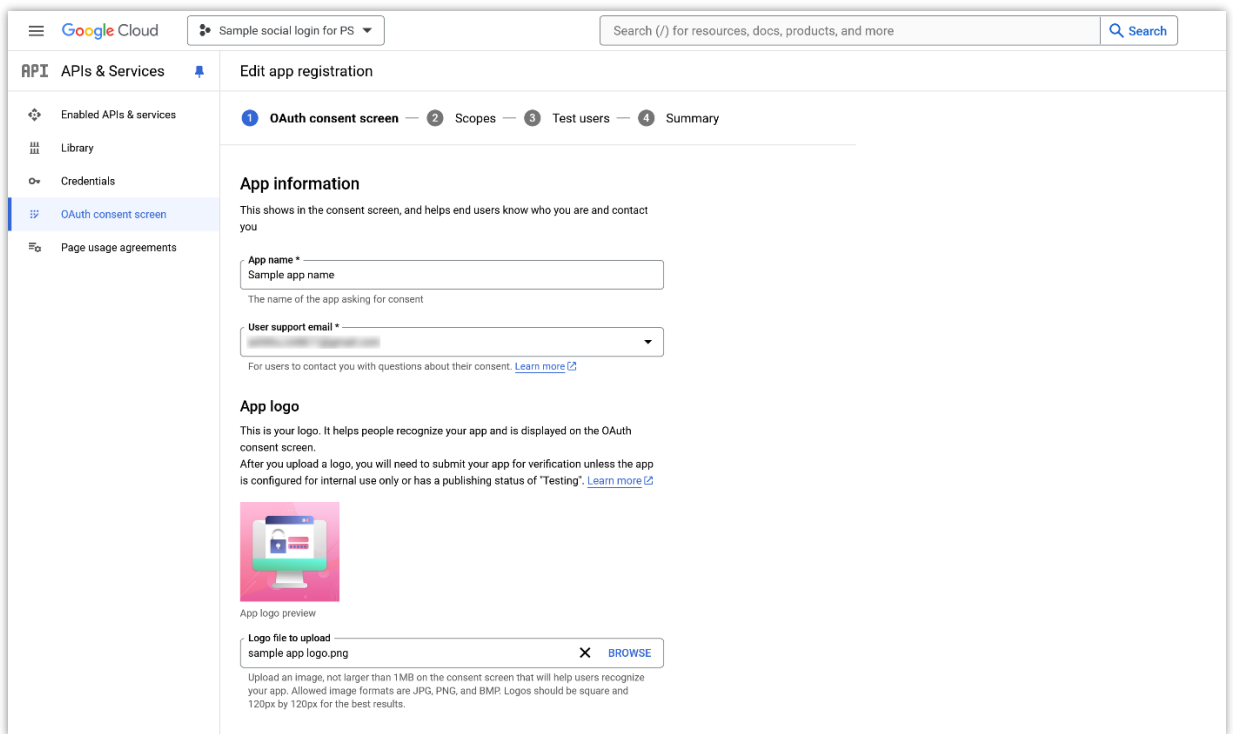 Google Cloud
Sample social login for PS
Search (/) for resources, docs, products, and more
Search
API APIs & Services
Edit app registration
Enabled APIs & services
Library
Credentials
OAuth consent screen
Page usage agreements
1 OAuth consent screen — 2 Scopes — 3 Test users — 4 Summary
App information
This shows in the consent screen, and helps end users know who you are and contact
you
App name *
Sample app name
The name of the app asking for consent
User support email *
For users to contact you with questions about their consent. Learn more
App logo
This is your logo. It helps people recognize your app and is displayed on the OAuth
consent screen.
After you upload a logo, you will need to submit your app for verification unless the app
is configured for internal use only or has a publishing status of "Testing". Learn more
App logo preview
Logo file to upload
sample app logo.png
BROWSE
Upload an image, not larger than 1MB on the consent screen that will help users recognize
your app. Allowed image formats are JPG, PNG, and BMP. Logos should be square and
120px by 120px for the best results.